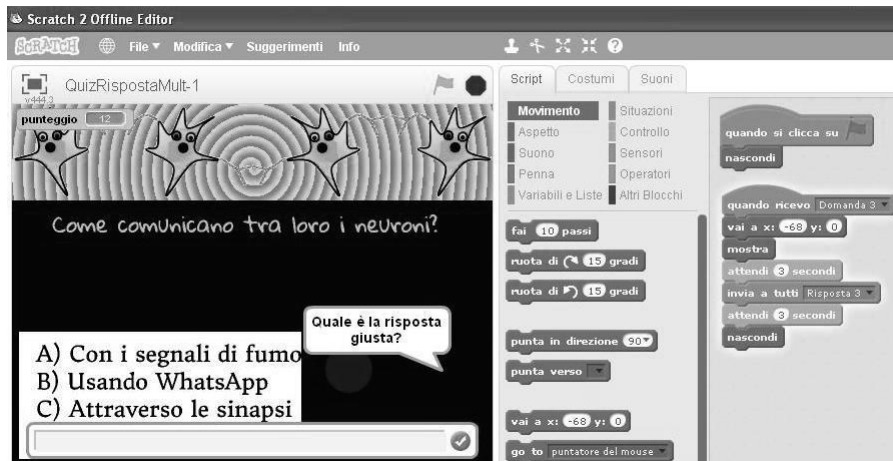 Scratch 2 Offline Editor
SCRATCH File Modifica Suggerimenti Info
QuizRispostaMult-1
v444.3
punteggio 12
Come comunicano tra loro i neuroni?
Quale è la risposta
giusta?
A) Con i segnali di fumo
B) Usando WhatsApp
C) Attraverso le sinapsi
Script Costumi Suoni
Movimento Situazioni
Aspetto Controllo
Suono Sensori
Penna Operatori
Variabili e Liste Altri Blocchi
fai 10 passi
ruota di 15 gradi
ruota di 15 gradi
punta in direzione 90
punta verso
vai a x: -68 y: 0
go to puntatore del mouse
quando si clicca su
nascondi
quando ricevo Domanda 3
vai a x: -68 y: 0
mostra
attendi 3 secondi
invia a tutti Risposta 3
attendi 3 secondi
nascondi